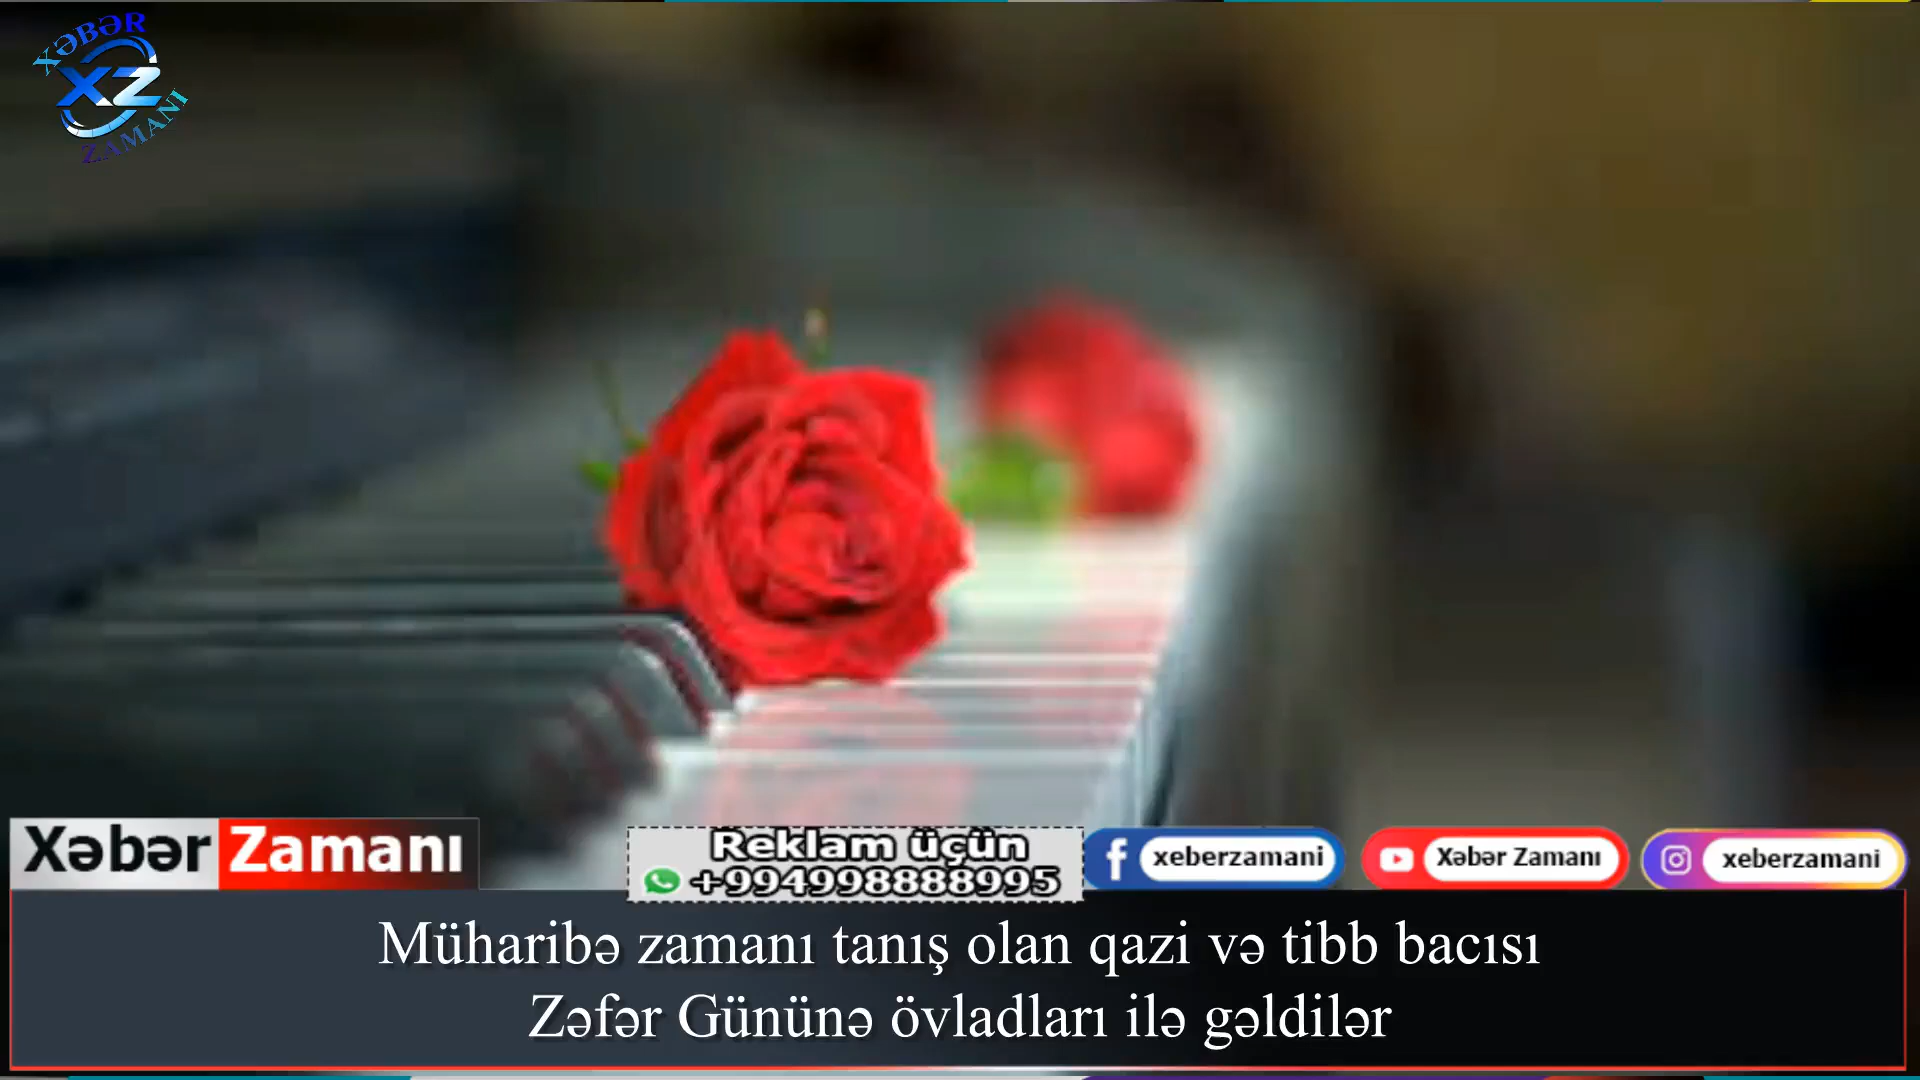 XƏBƏR
XZ
ZAMANI
Xəbər Zamanı
Reklam üçün
+994998888995
xeberzamani
Xəbər Zamanı
xeberzamani
Müharibə zamanı tanış olan qazi və tibb bacısı
Zəfər Gününə övladları ilə gəldilər